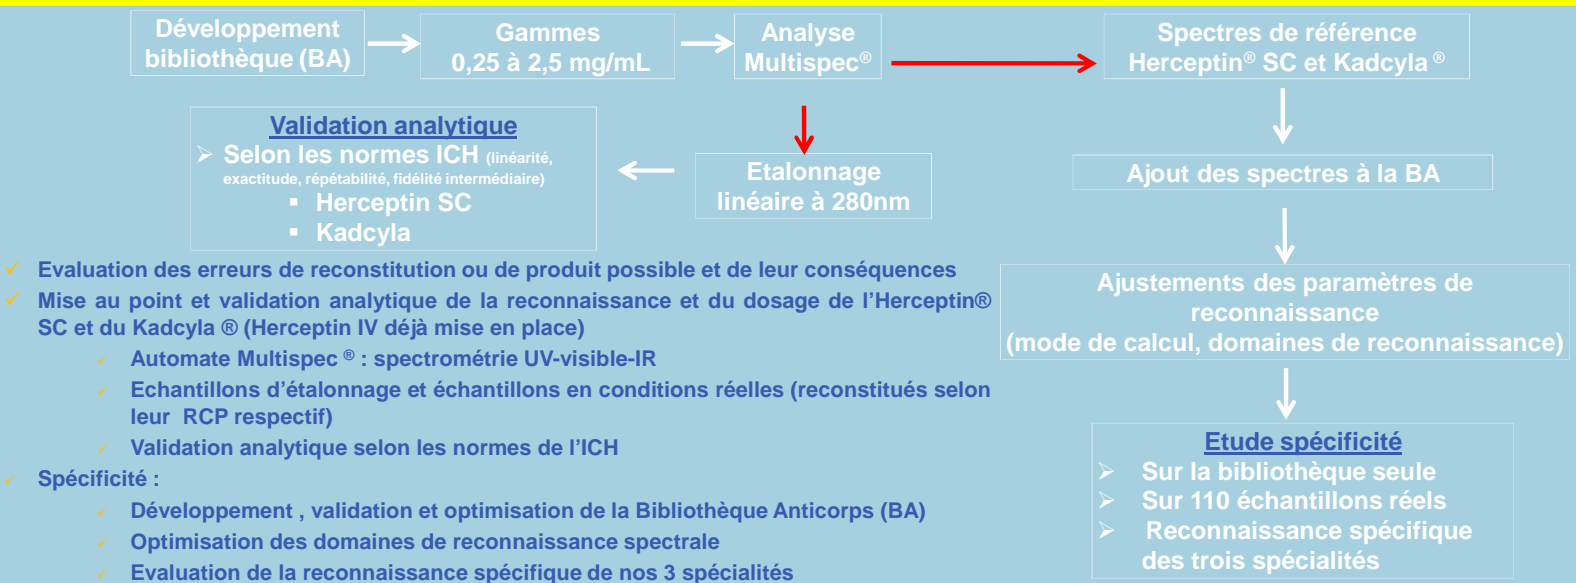 Développement
bibliothèque (BA)
Gammes
0,25 à 2,5 mg/mL
Analyse
Multispec®
Spectres de référence
Herceptin® SC et Kadcyla ®
Validation analytique
➢ Selon les normes ICH (linéarité,
exactitude, répétabilité, fidélité intermédiaire)
▪ Herceptin SC
▪ Kadcyla
Etalonnage
linéaire à 280nm
Ajout des spectres à la BA
Ajustements des paramètres de
reconnaissance
(mode de calcul, domaines de reconnaissance)
Etude spécificité
➢ Sur la bibliothèque seule
➢ Sur 110 échantillons réels
➢ Reconnaissance spécifique
des trois spécialités
✓ Evaluation des erreurs de reconstitution ou de produit possible et de leur conséquences
✓ Mise au point et validation analytique de la reconnaissance et du dosage de l’Herceptin®
SC et du Kadcyla ® (Herceptin IV déjà mise en place)
✓ Automate Multispec ® : spectrométrie UV-visible-IR
✓ Echantillons d’étalonnage et échantillons en conditions réelles (reconstitués selon
leur RCP respectif)
✓ Validation analytique selon les normes de l’ICH
✓ Spécificité :
✓ Développement , validation et optimisation de la Bibliothèque Anticorps (BA)
✓ Optimisation des domaines de reconnaissance spectrale
✓ Evaluation de la reconnaissance spécifique de nos 3 spécialités